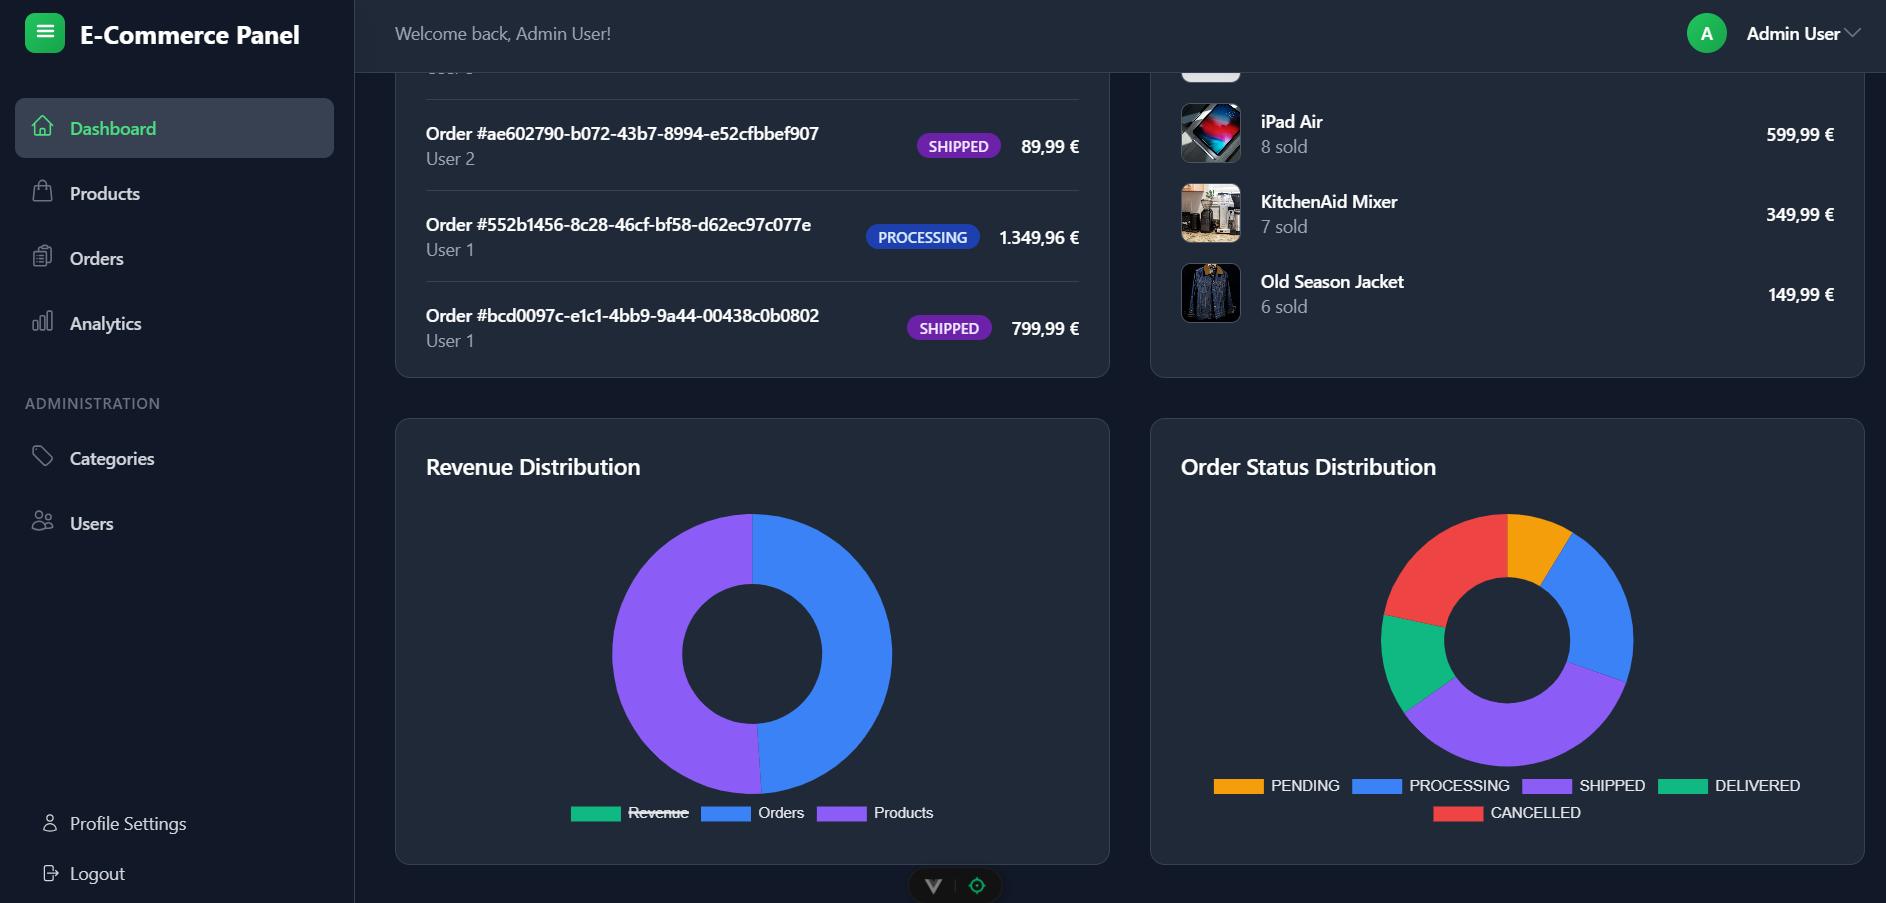 E-Commerce Panel
Welcome back, Admin User!
A
Admin User
Dashboard
Products
Orders
Analytics
ADMINISTRATION
Categories
Users
Profile Settings
Logout
Order #ae602790-b072-43b7-8994-e52cfbbef907
User 2
SHIPPED
89,99 €
Order #552b1456-8c28-46cf-bf58-d62ec97c077e
User 1
PROCESSING
1.349,96 €
Order #bcd0097c-e1c1-4bb9-9a44-00438c0b0802
User 1
SHIPPED
799,99 €
iPad Air
8 sold
599,99 €
KitchenAid Mixer
7 sold
349,99 €
Old Season Jacket
6 sold
149,99 €
Revenue Distribution
Revenue Orders Products
Order Status Distribution
PENDING PROCESSING SHIPPED DELIVERED
CANCELLED